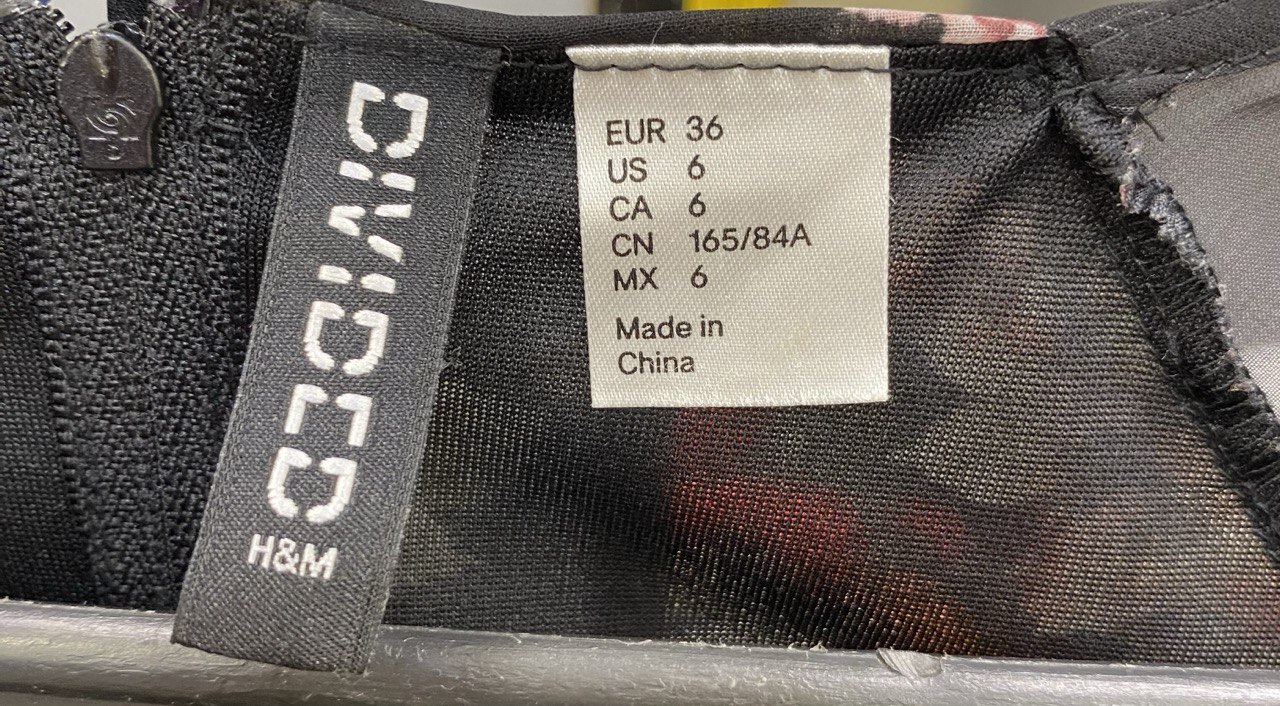 DIVIDED
H&M
EUR 36
US 6
CA 6
CN 165/84A
MX 6
Made in
China